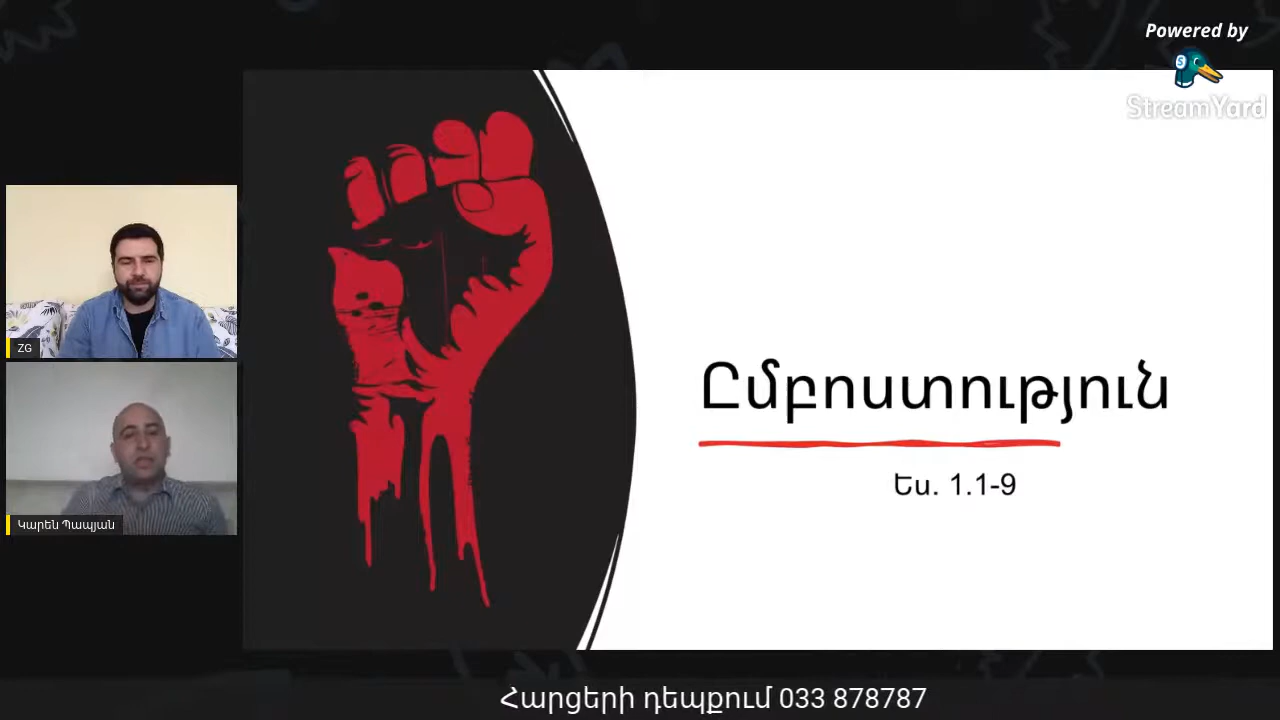 Powered by
StreamYard
ZG
Կարեն Պապյան
Ըմբոստություն
Ես. 1.1-9
Հարցերի դեպքում 033 878787